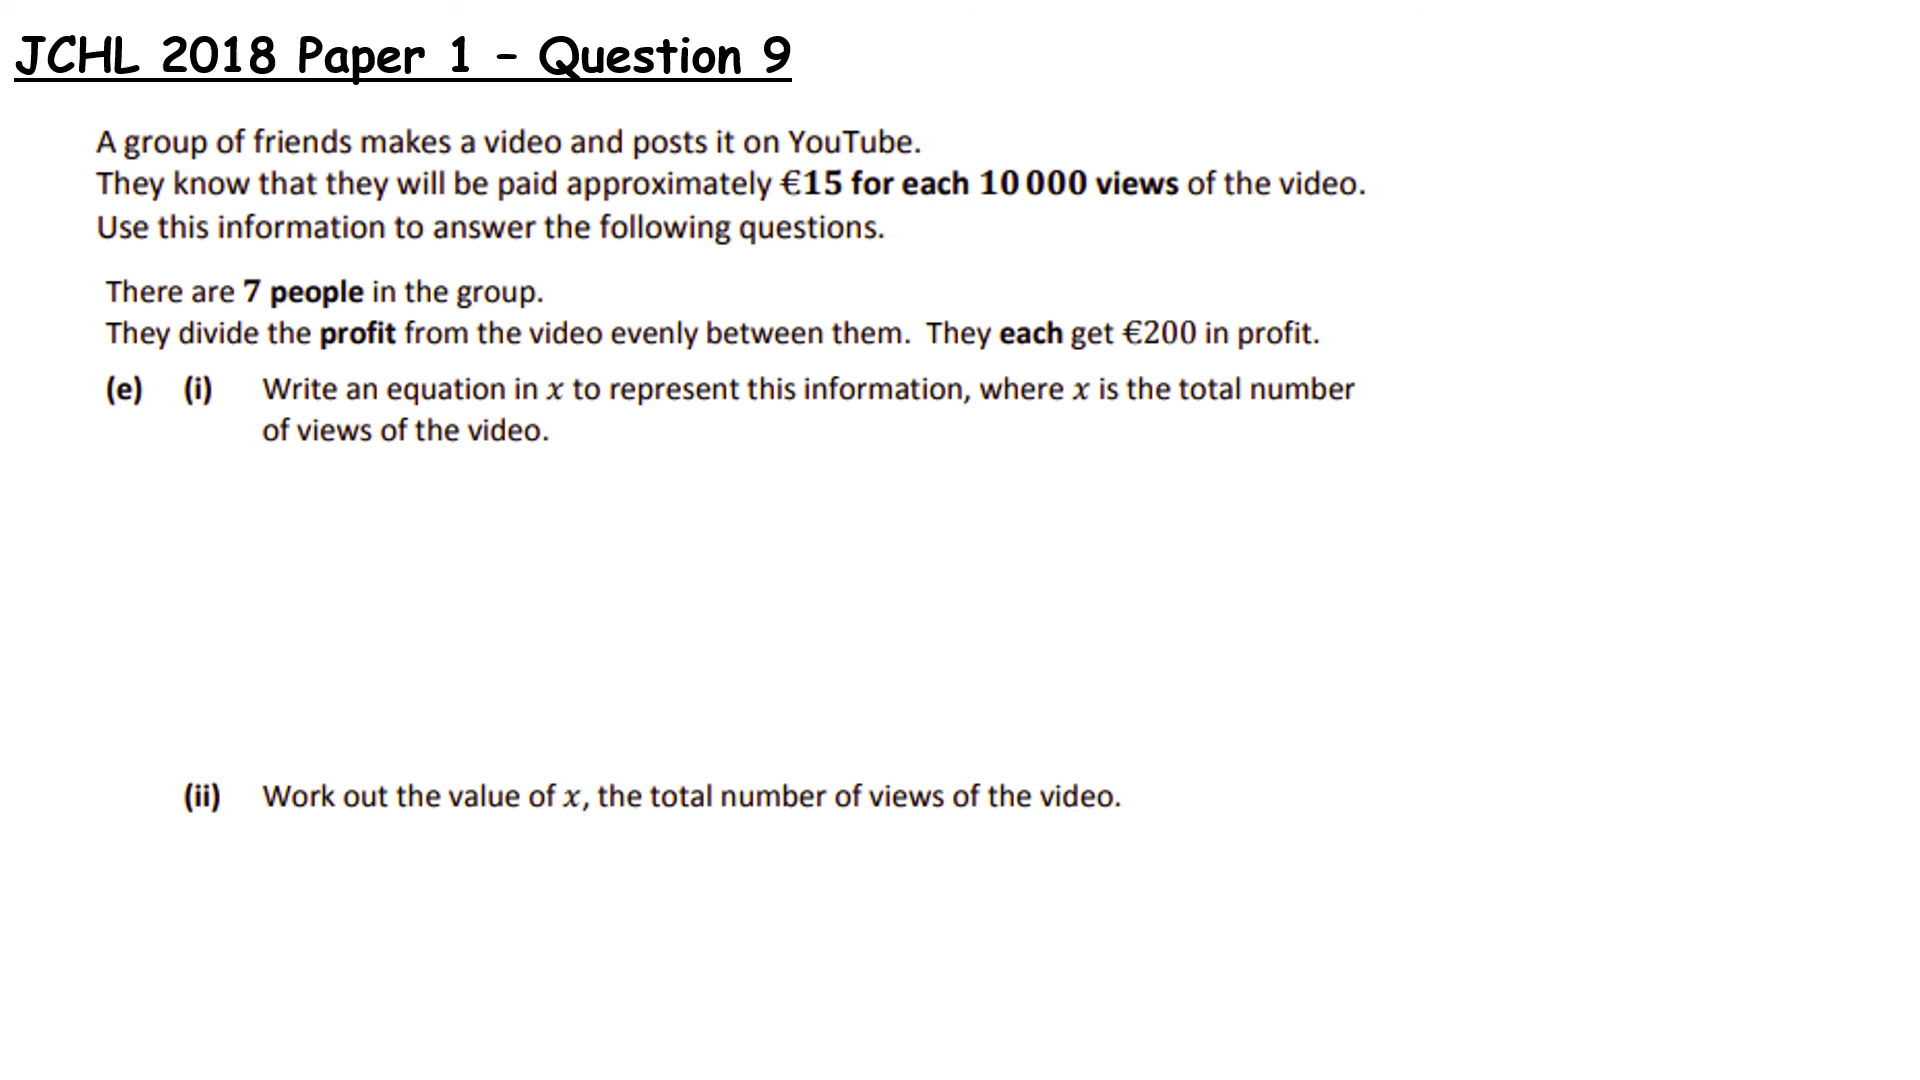 JCHL 2018 Paper 1 - Question 9
A group of friends makes a video and posts it on YouTube.
They know that they will be paid approximately €15 for each 10 000 views of the video.
Use this information to answer the following questions.
There are 7 people in the group.
They divide the profit from the video evenly between them. They each get €200 in profit.
(e) (i) Write an equation in x to represent this information, where x is the total number
of views of the video.
(ii) Work out the value of x, the total number of views of the video.